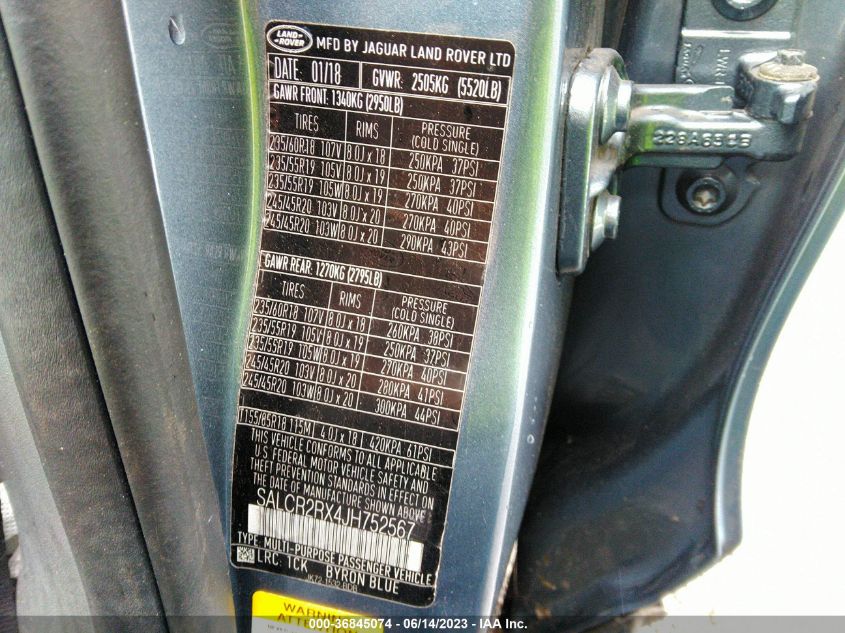 LAND ROVER
MFD BY JAGUAR LAND ROVER LTD
DATE 01/18 GVWR 2505KG (5520LB)
GAWR FRONT: 1340KG (2950LB)
TIRES RIMS PRESSURE (COLD SINGLE)
235/60R18 107V 8.0J x 18 250KPA 37PSI
235/55R19 105V 8.0J x 19 250KPA 37PSI
235/55R19 105W 8.0J x 19 270KPA 40PSI
245/45R20 103V 8.0J x 20 270KPA 40PSI
245/45R20 103W 8.0J x 20 290KPA 43PSI
GAWR REAR: 1270KG (2795LB)
TIRES RIMS PRESSURE (COLD SINGLE)
235/60R18 107V 8.0J x 18 260KPA 38PSI
235/55R19 105V 8.0J x 19 250KPA 37PSI
235/55R19 105W 8.0J x 19 270KPA 40PSI
245/45R20 103V 8.0J x 20 280KPA 41PSI
245/45R20 103W 8.0J x 20 300KPA 44PSI
T155/85R18 115M 4.0J x 18 420KPA 61PSI
THIS VEHICLE CONFORMS TO ALL APPLICABLE
U.S. FEDERAL MOTOR VEHICLE SAFETY AND
THEFT PREVENTION STANDARDS IN EFFECT ON
THE DATE OF MANUFACTURE SHOWN ABOVE
SALCR2RX4JH752567
TYPE: MULTI-PURPOSE PASSENGER VEHICLE
LRC: 1CK BYRON BLUE
WARNING
ATTENTION
000-36845074 - 06/14/2023 - IAAI Inc.